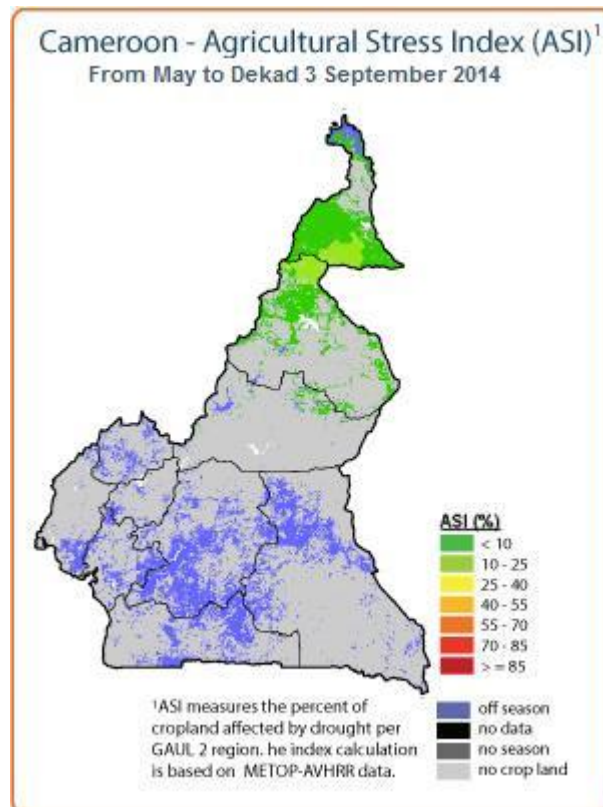 Cameroon - Agricultural Stress Index (ASI)¹
From May to Dekad 3 September 2014
ASI (%)
< 10
10 - 25
25 - 40
40 - 55
55 - 70
70 - 85
> = 85
off season
no data
no season
no crop land
¹ASI measures the percent of
cropland affected by drought per
GAUL 2 region. he index calculation
is based on METOP-AVHRR data.